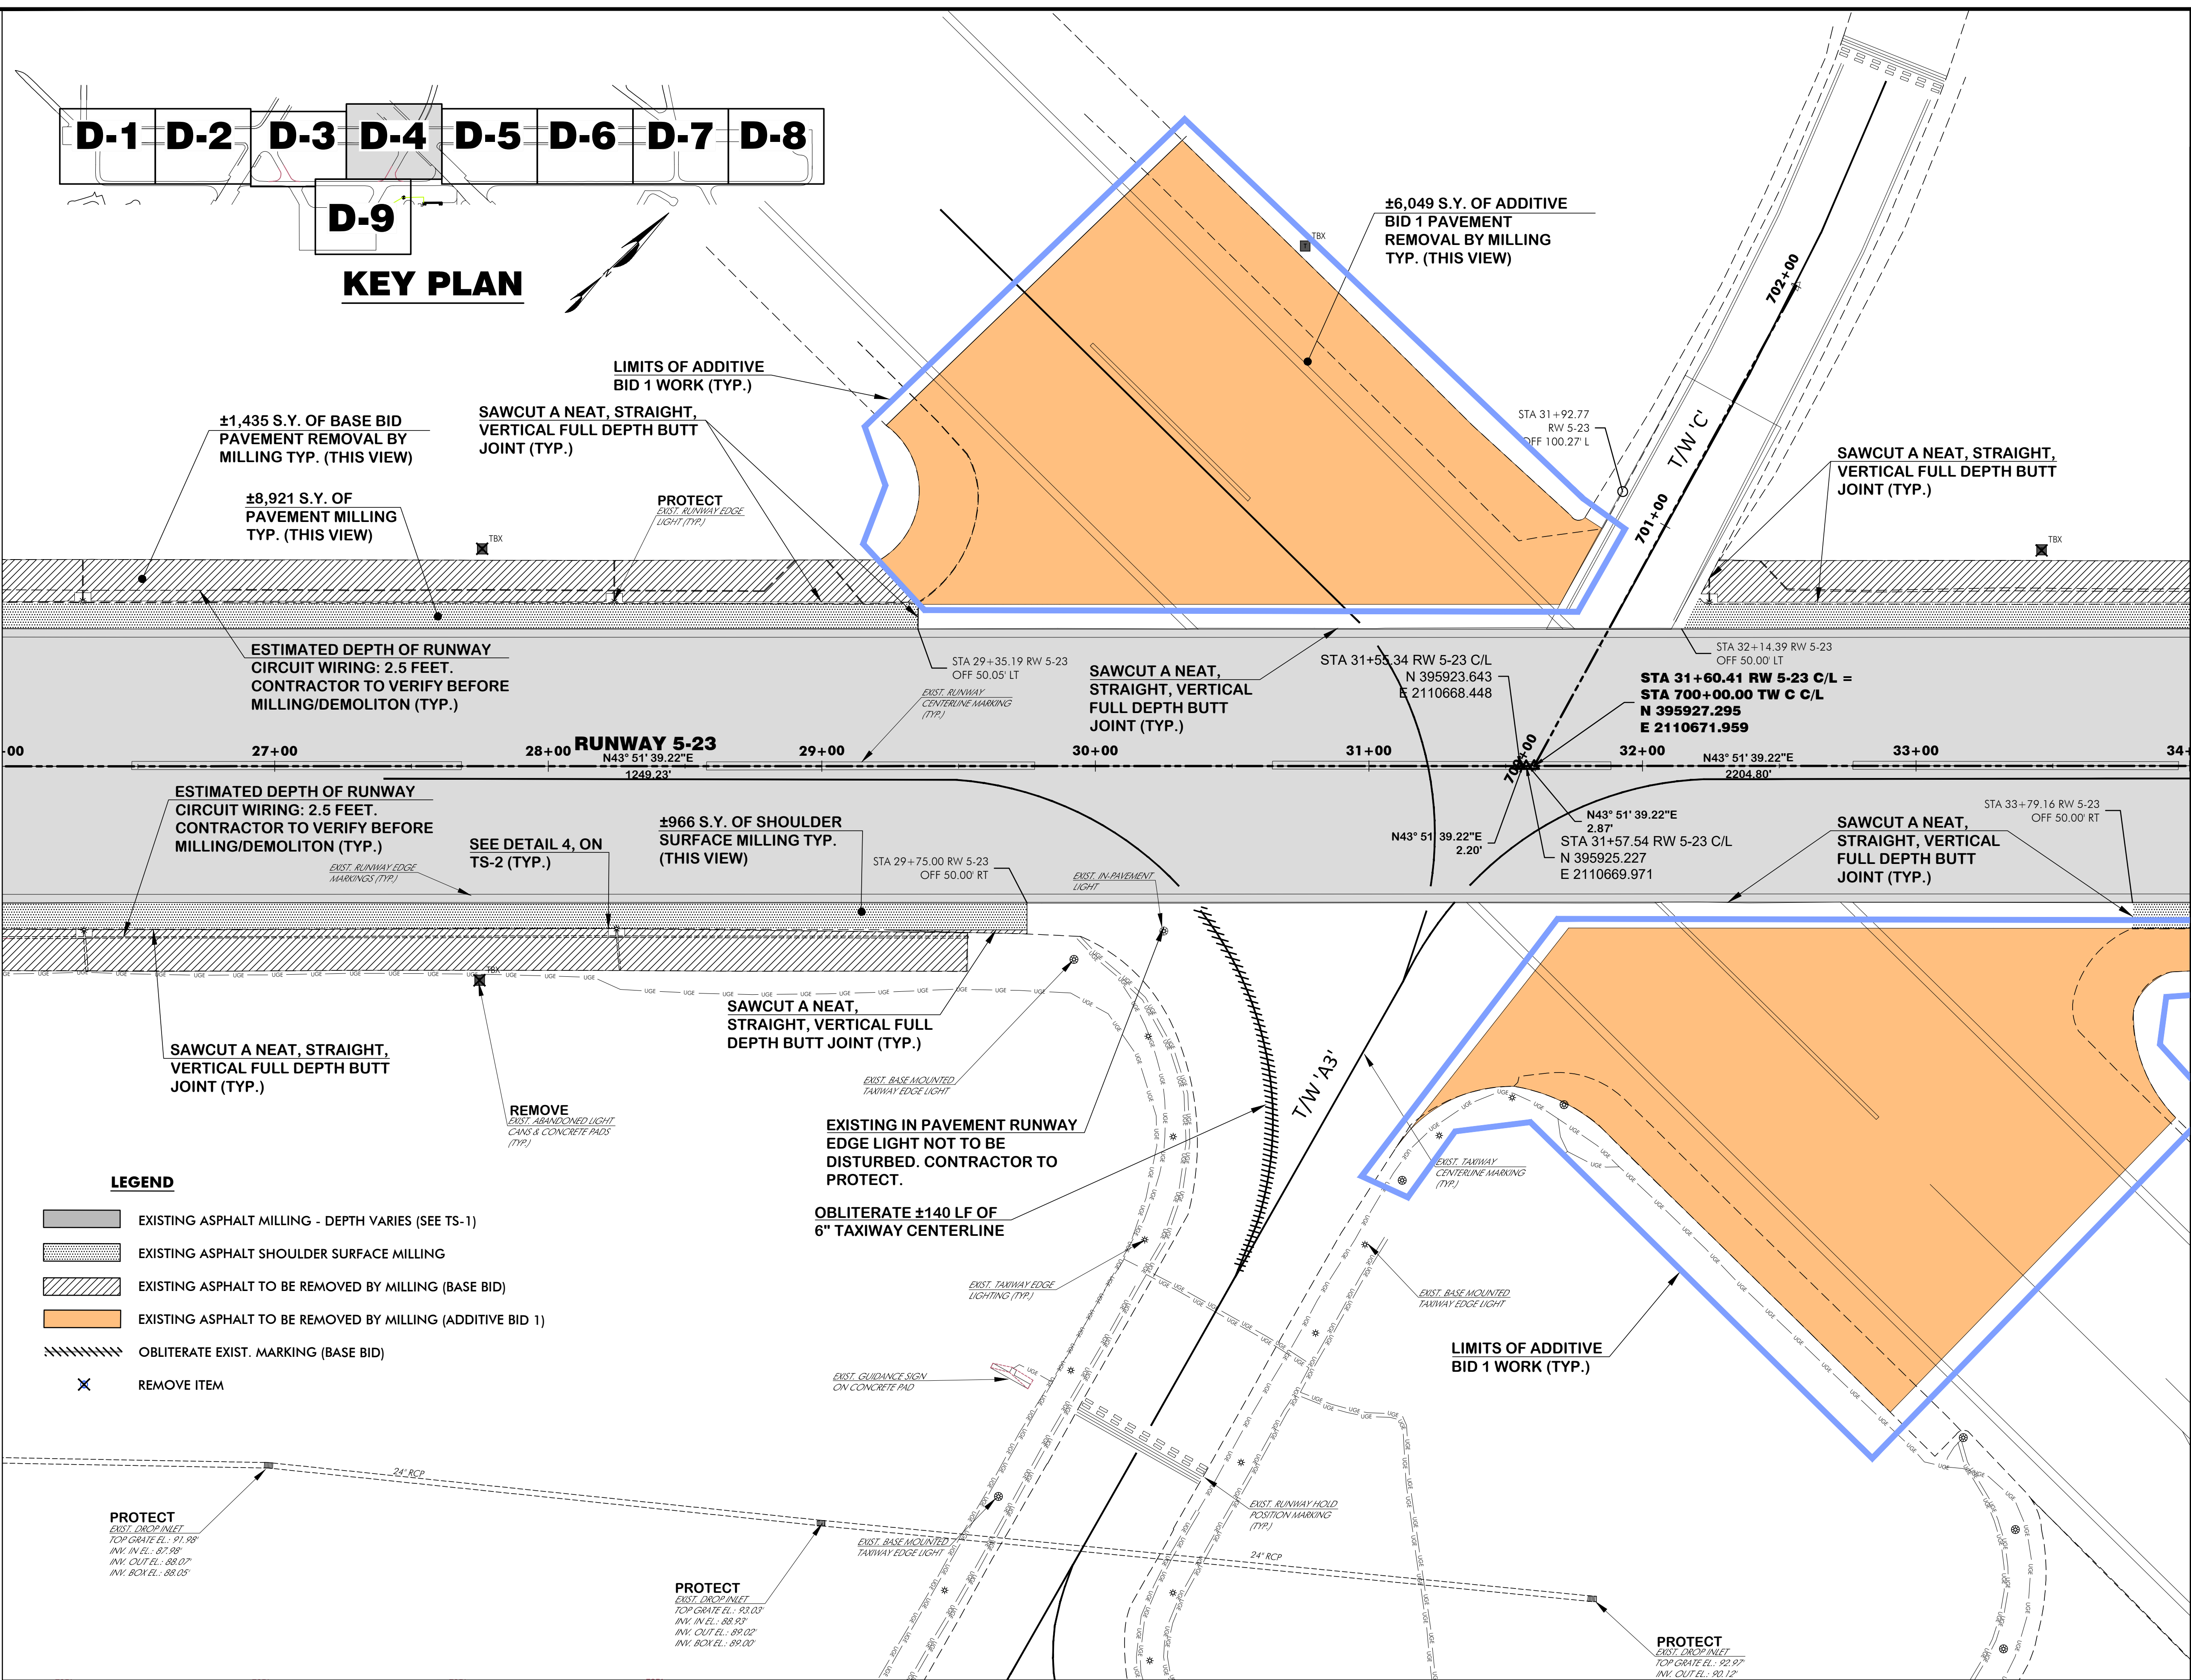 D-1
D-2
D-3
D-4
D-5
D-6
D-7
D-8
D-9
KEY PLAN
N
±6,049 S.Y. OF ADDITIVE
BID 1 PAVEMENT
REMOVAL BY MILLING
TYP. (THIS VIEW)
T
TBX
702+00
LIMITS OF ADDITIVE
BID 1 WORK (TYP.)
±1,435 S.Y. OF BASE BID
PAVEMENT REMOVAL BY
MILLING TYP. (THIS VIEW)
SAWCUT A NEAT, STRAIGHT,
VERTICAL FULL DEPTH BUTT
JOINT (TYP.)
±8,921 S.Y. OF
PAVEMENT MILLING
TYP. (THIS VIEW)
PROTECT
EXIST. RUNWAY EDGE
LIGHT (TYP.)
TBX
STA 31+92.77
RW 5-23
OFF 100.27' L
T/W 'C'
701+00
SAWCUT A NEAT, STRAIGHT,
VERTICAL FULL DEPTH BUTT
JOINT (TYP.)
TBX
ESTIMATED DEPTH OF RUNWAY
CIRCUIT WIRING: 2.5 FEET.
CONTRACTOR TO VERIFY BEFORE
MILLING/DEMOLITON (TYP.)
STA 29+35.19 RW 5-23
OFF 50.05' LT
EXIST. RUNWAY
CENTERLINE MARKING
(TYP.)
SAWCUT A NEAT,
STRAIGHT, VERTICAL
FULL DEPTH BUTT
JOINT (TYP.)
STA 31+55.34 RW 5-23 C/L
N 395923.643
E 2110668.448
STA 32+14.39 RW 5-23
OFF 50.00' LT
STA 31+60.41 RW 5-23 C/L =
STA 700+00.00 TW C C/L
N 395927.295
E 2110671.959
+00
27+00
28+00
RUNWAY 5-23
29+00
30+00
31+00
700+00
32+00
33+00
34+
N43° 51' 39.22"E
1249.23'
N43° 51' 39.22"E
2204.80'
ESTIMATED DEPTH OF RUNWAY
CIRCUIT WIRING: 2.5 FEET.
CONTRACTOR TO VERIFY BEFORE
MILLING/DEMOLITON (TYP.)
EXIST. RUNWAY EDGE
MARKINGS (TYP.)
SEE DETAIL 4, ON
TS-2 (TYP.)
±966 S.Y. OF SHOULDER
SURFACE MILLING TYP.
(THIS VIEW)
STA 29+75.00 RW 5-23
OFF 50.00' RT
EXIST. IN-PAVEMENT
LIGHT
N43° 51' 39.22"E
2.20'
N43° 51' 39.22"E
2.87'
STA 31+57.54 RW 5-23 C/L
N 395925.227
E 2110669.971
STA 33+79.16 RW 5-23
OFF 50.00' RT
SAWCUT A NEAT,
STRAIGHT, VERTICAL
FULL DEPTH BUTT
JOINT (TYP.)
TBX
UGE
SAWCUT A NEAT, STRAIGHT,
VERTICAL FULL DEPTH BUTT
JOINT (TYP.)
REMOVE
EXIST. ABANDONED LIGHT
CANS & CONCRETE PADS
(TYP.)
SAWCUT A NEAT,
STRAIGHT, VERTICAL FULL
DEPTH BUTT JOINT (TYP.)
EXIST. BASE MOUNTED
TAXIWAY EDGE LIGHT
EXISTING IN PAVEMENT RUNWAY
EDGE LIGHT NOT TO BE
DISTURBED. CONTRACTOR TO
PROTECT.
OBLITERATE ±140 LF OF
6" TAXIWAY CENTERLINE
T/W 'A3'
EXIST. TAXIWAY
CENTERLINE MARKING
(TYP.)
EXIST. TAXIWAY EDGE
LIGHTING (TYP.)
EXIST. BASE MOUNTED
TAXIWAY EDGE LIGHT
LIMITS OF ADDITIVE
BID 1 WORK (TYP.)
EXIST. GUIDANCE SIGN
ON CONCRETE PAD
LEGEND
EXISTING ASPHALT MILLING - DEPTH VARIES (SEE TS-1)
EXISTING ASPHALT SHOULDER SURFACE MILLING
EXISTING ASPHALT TO BE REMOVED BY MILLING (BASE BID)
EXISTING ASPHALT TO BE REMOVED BY MILLING (ADDITIVE BID 1)
OBLITERATE EXIST. MARKING (BASE BID)
REMOVE ITEM
24" RCP
PROTECT
EXIST. DROP INLET
TOP GRATE EL.: 91.98'
INV. IN EL.: 87.98'
INV. OUT EL.: 88.07'
INV. BOX EL.: 88.05'
PROTECT
EXIST. DROP INLET
TOP GRATE EL.: 93.03'
INV. IN EL.: 88.93'
INV. OUT EL.: 89.02'
INV. BOX EL.: 89.00'
EXIST. BASE MOUNTED
TAXIWAY EDGE LIGHT
EXIST. RUNWAY HOLD
POSITION MARKING
(TYP.)
24" RCP
PROTECT
EXIST. DROP INLET
TOP GRATE EL.: 92.97'
INV. OUT EL.: 90.12'